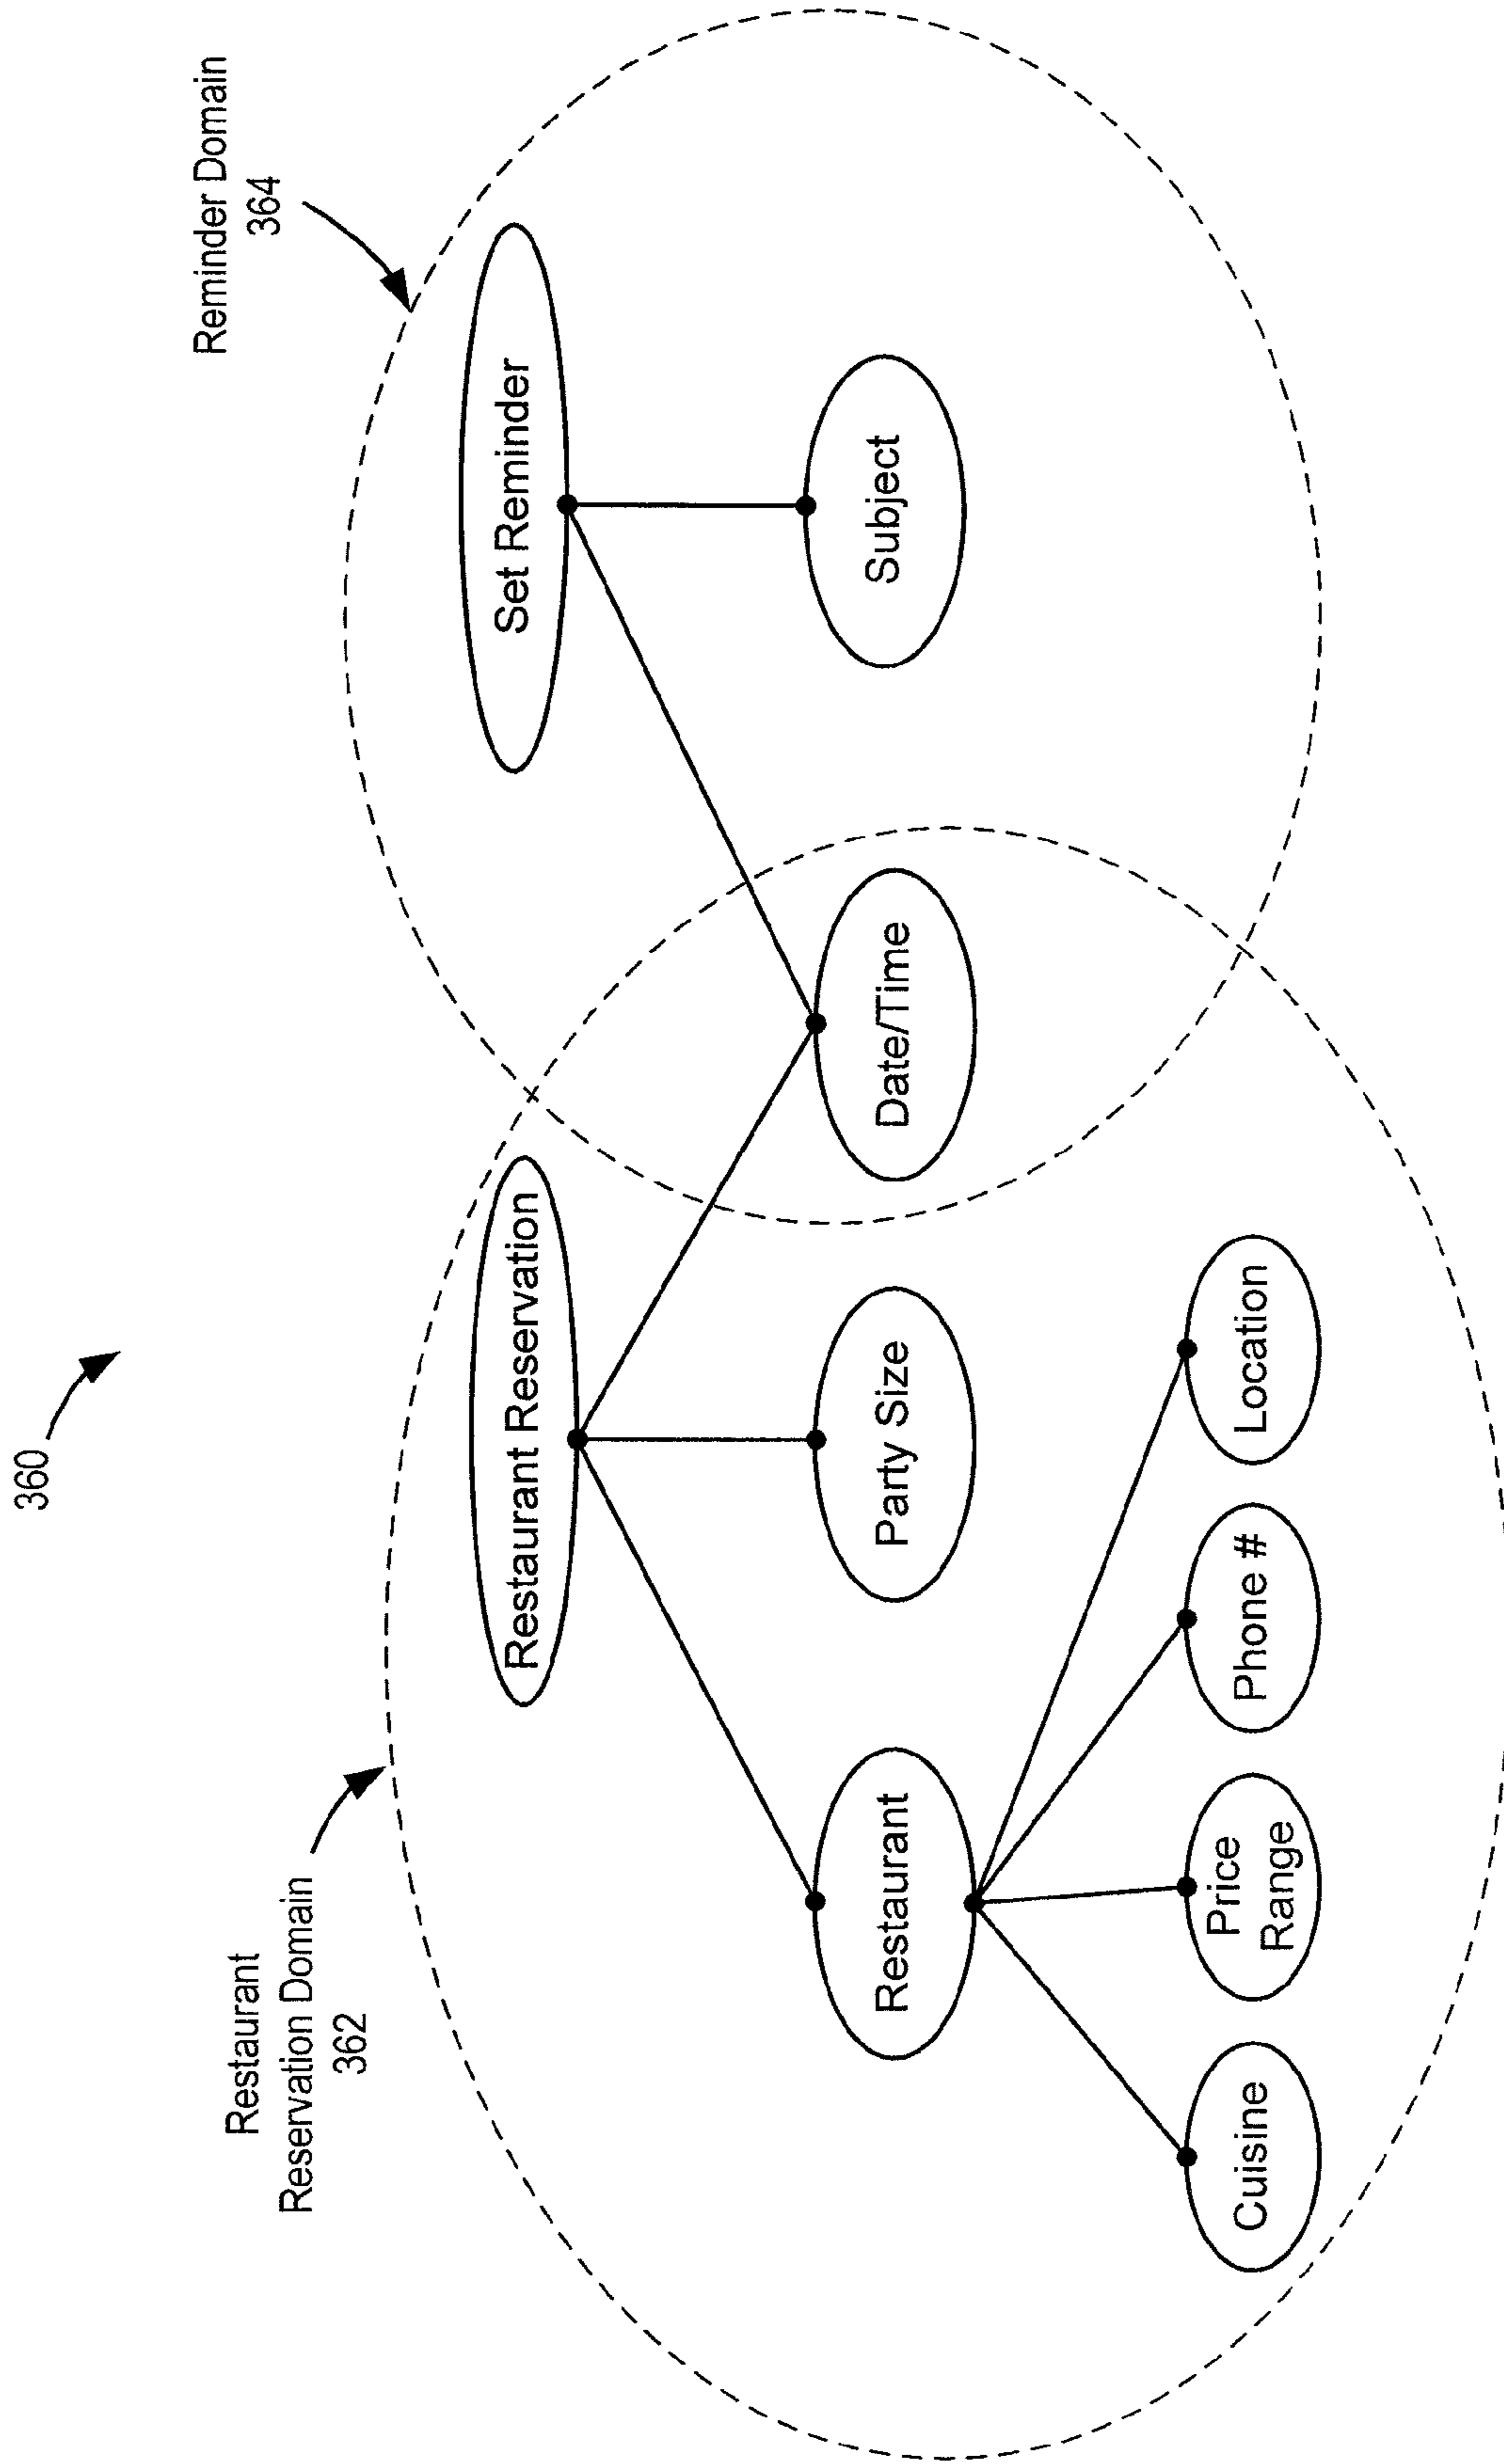 360
Restaurant
Reservation Domain
362
Reminder Domain
364
Restaurant Reservation
Set Reminder
Restaurant
Party Size
Date/Time
Subject
Cuisine
Price
Range
Phone #
Location